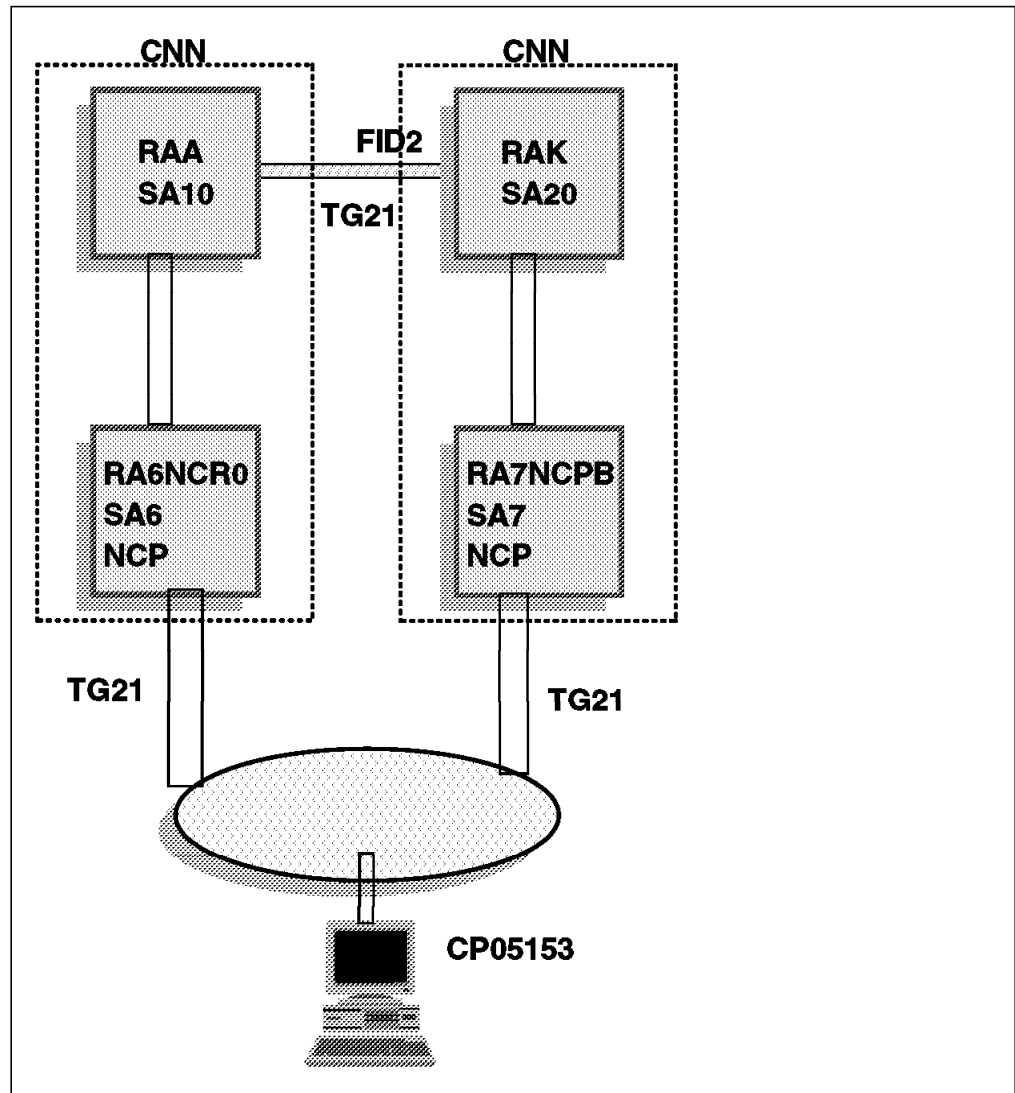 CNN
CNN
RAA
SA10
FID2
TG21
RAK
SA20
RA6NCR0
SA6
NCP
RA7NCPB
SA7
NCP
TG21
TG21
CP05153